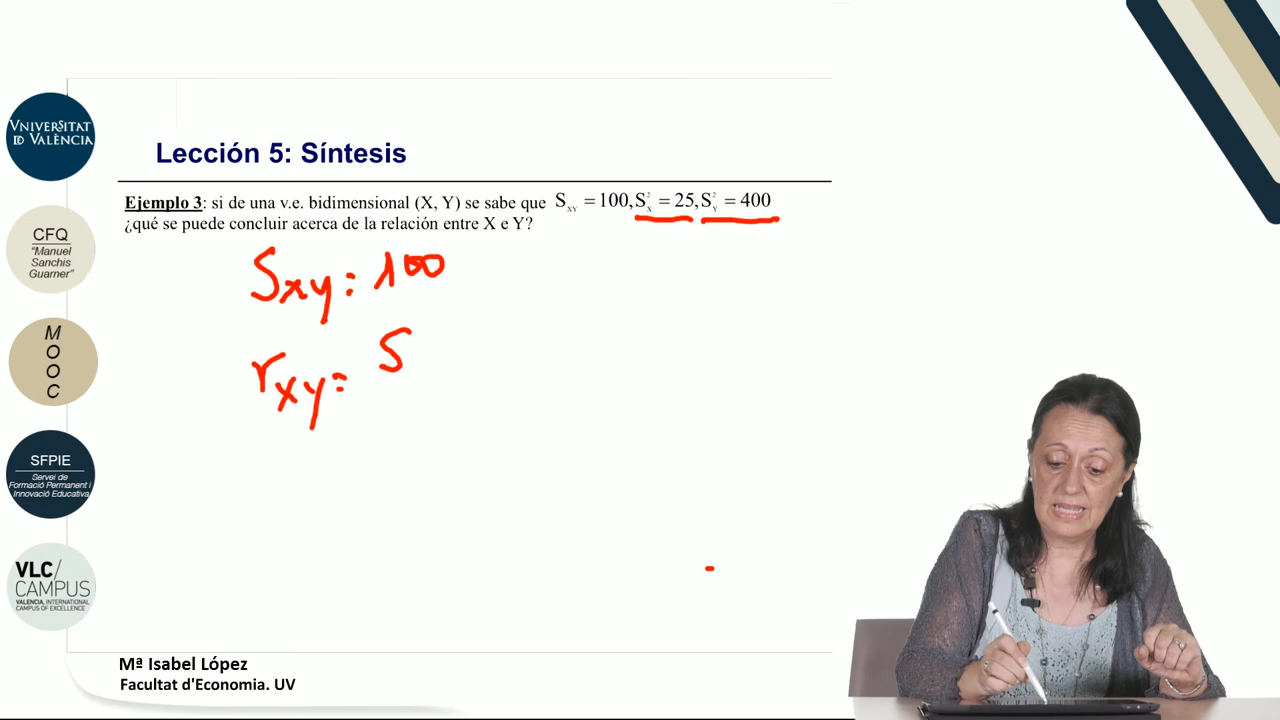 VNIVERSITAT
DE VALÈNCIA
CFQ
"Manuel
Sanchis
Guarner"
M
O
O
C
SFPIE
Servei de
Formació Permanent i
Innovació Educativa
VLC/
CAMPUS
VALENCIA, INTERNATIONAL
CAMPUS OF EXCELLENCE
Lección 5: Síntesis
Ejemplo 3: si de una v.e. bidimensional (X, Y) se sabe que S_XY = 100, S²_X = 25, S²_Y = 400
¿qué se puede concluir acerca de la relación entre X e Y?
Sxy = 100
rxy = S
Mª Isabel López
Facultat d'Economia. UV